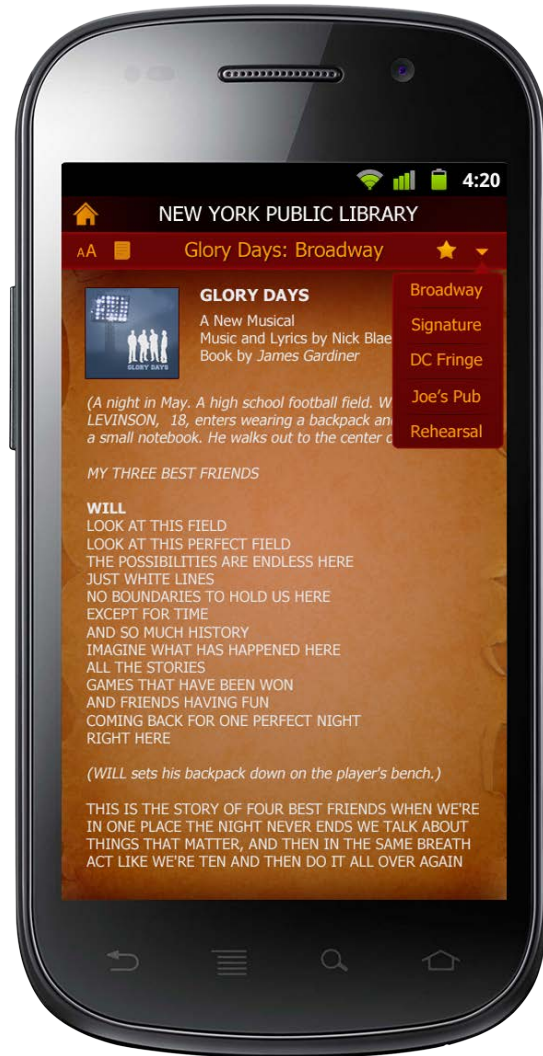 4:20
NEW YORK PUBLIC LIBRARY
AA
Glory Days: Broadway
Broadway
Signature
DC Fringe
Joe's Pub
Rehearsal
GLORY DAYS
GLORY DAYS
A New Musical
Music and Lyrics by Nick Blae
Book by James Gardiner
(A night in May. A high school football field. W
LEVINSON, 18, enters wearing a backpack an
a small notebook. He walks out to the center o
MY THREE BEST FRIENDS
WILL
LOOK AT THIS FIELD
LOOK AT THIS PERFECT FIELD
THE POSSIBILITIES ARE ENDLESS HERE
JUST WHITE LINES
NO BOUNDARIES TO HOLD US HERE
EXCEPT FOR TIME
AND SO MUCH HISTORY
IMAGINE WHAT HAS HAPPENED HERE
ALL THE STORIES
GAMES THAT HAVE BEEN WON
AND FRIENDS HAVING FUN
COMING BACK FOR ONE PERFECT NIGHT
RIGHT HERE
(WILL sets his backpack down on the player's bench.)
THIS IS THE STORY OF FOUR BEST FRIENDS WHEN WE'RE
IN ONE PLACE THE NIGHT NEVER ENDS WE TALK ABOUT
THINGS THAT MATTER, AND THEN IN THE SAME BREATH
ACT LIKE WE'RE TEN AND THEN DO IT ALL OVER AGAIN